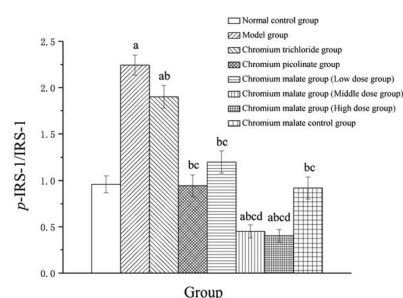 Normal control group
Model group
Chromium trichloride group
Chromium picolinate group
Chromium malate group (Low dose group)
Chromium malate group (Middle dose group)
Chromium malate group (High dose group)
Chromium malate control group
2.5
2.0
1.5
1.0
0.5
0.0
p-IRS-1/IRS-1
a
ab
bc
bc
abcd
abcd
bc
Group